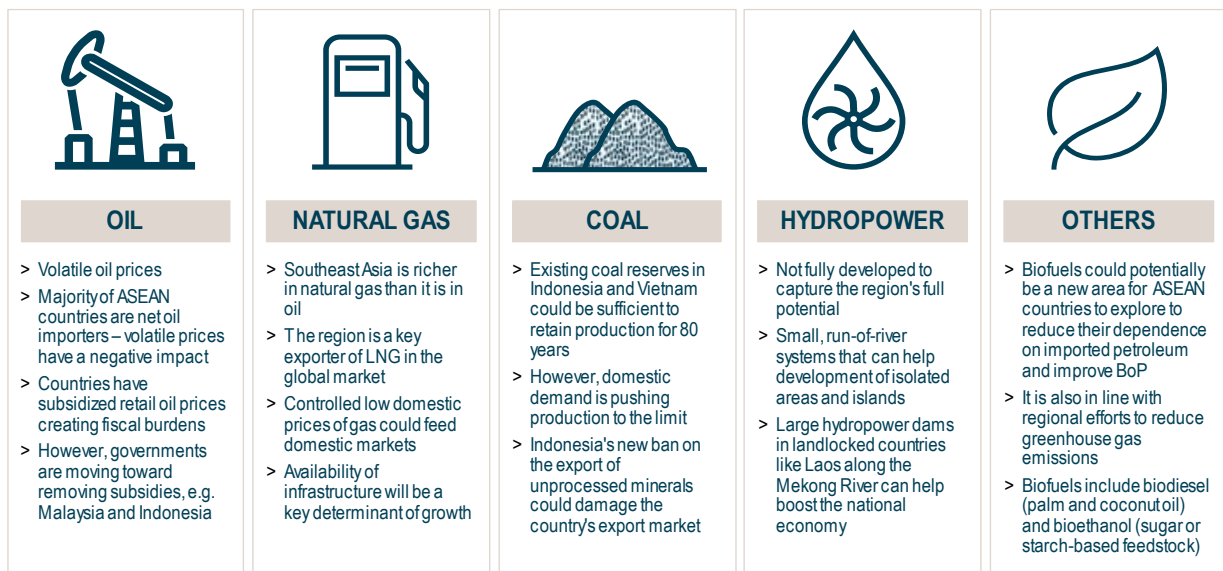 OIL
> Volatile oil prices
> Majority of ASEAN
countries are net oil
importers – volatile prices
have a negative impact
> Countries have
subsidized retail oil prices
creating fiscal burdens
> However, governments
are moving toward
removing subsidies, e.g.
Malaysia and Indonesia
NATURAL GAS
> Southeast Asia is richer
in natural gas than it is in
oil
> The region is a key
exporter of LNG in the
global market
> Controlled low domestic
prices of gas could feed
domestic markets
> Availability of
infrastructure will be a
key determinant of growth
COAL
> Existing coal reserves in
Indonesia and Vietnam
could be sufficient to
retain production for 80
years
> However, domestic
demand is pushing
production to the limit
> Indonesia's new ban on
the export of
unprocessed minerals
could damage the
country's export market
HYDROPOWER
> Not fully developed to
capture the region's full
potential
> Small, run-of-river
systems that can help
development of isolated
areas and islands
> Large hydropower dams
in landlocked countries
like Laos along the
Mekong River can help
boost the national
economy
OTHERS
> Biofuels could potentially
be a new area for ASEAN
countries to explore to
reduce their dependence
on imported petroleum
and improve BoP
> It is also in line with
regional efforts to reduce
greenhouse gas
emissions
> Biofuels include biodiesel
(palm and coconut oil)
and bioethanol (sugar or
starch-based feedstock)